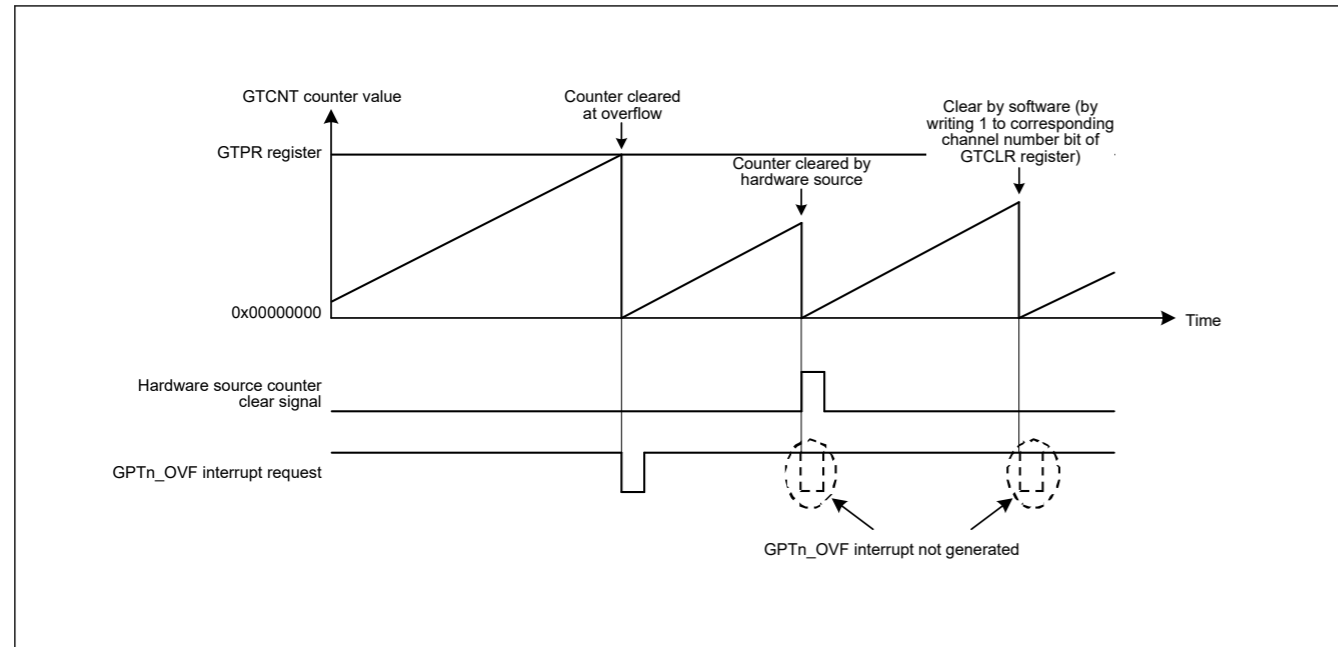 GTCNT counter value
Counter cleared
at overflow
Clear by software (by
writing 1 to corresponding
channel number bit of
GTCLR register)
GTPR register
Counter cleared by
hardware source
0x00000000
Time
Hardware source counter
clear signal
GPTn_OVF interrupt request
GPTn_OVF interrupt not generated